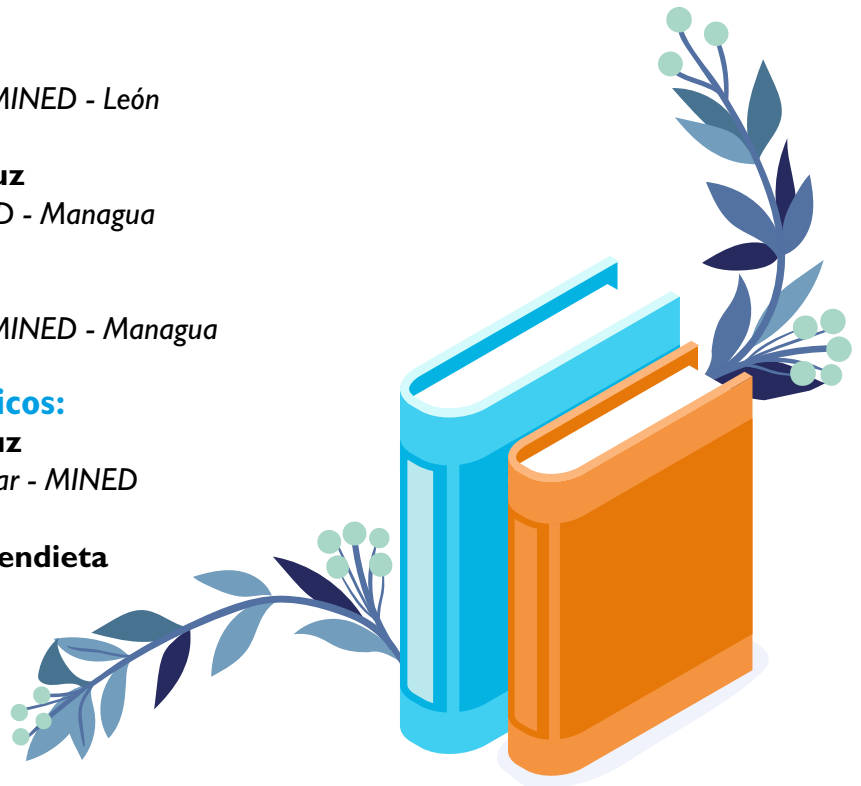 MINED - León
uz
D - Managua
MINED - Managua
icos:
uz
ar - MINED
endieta